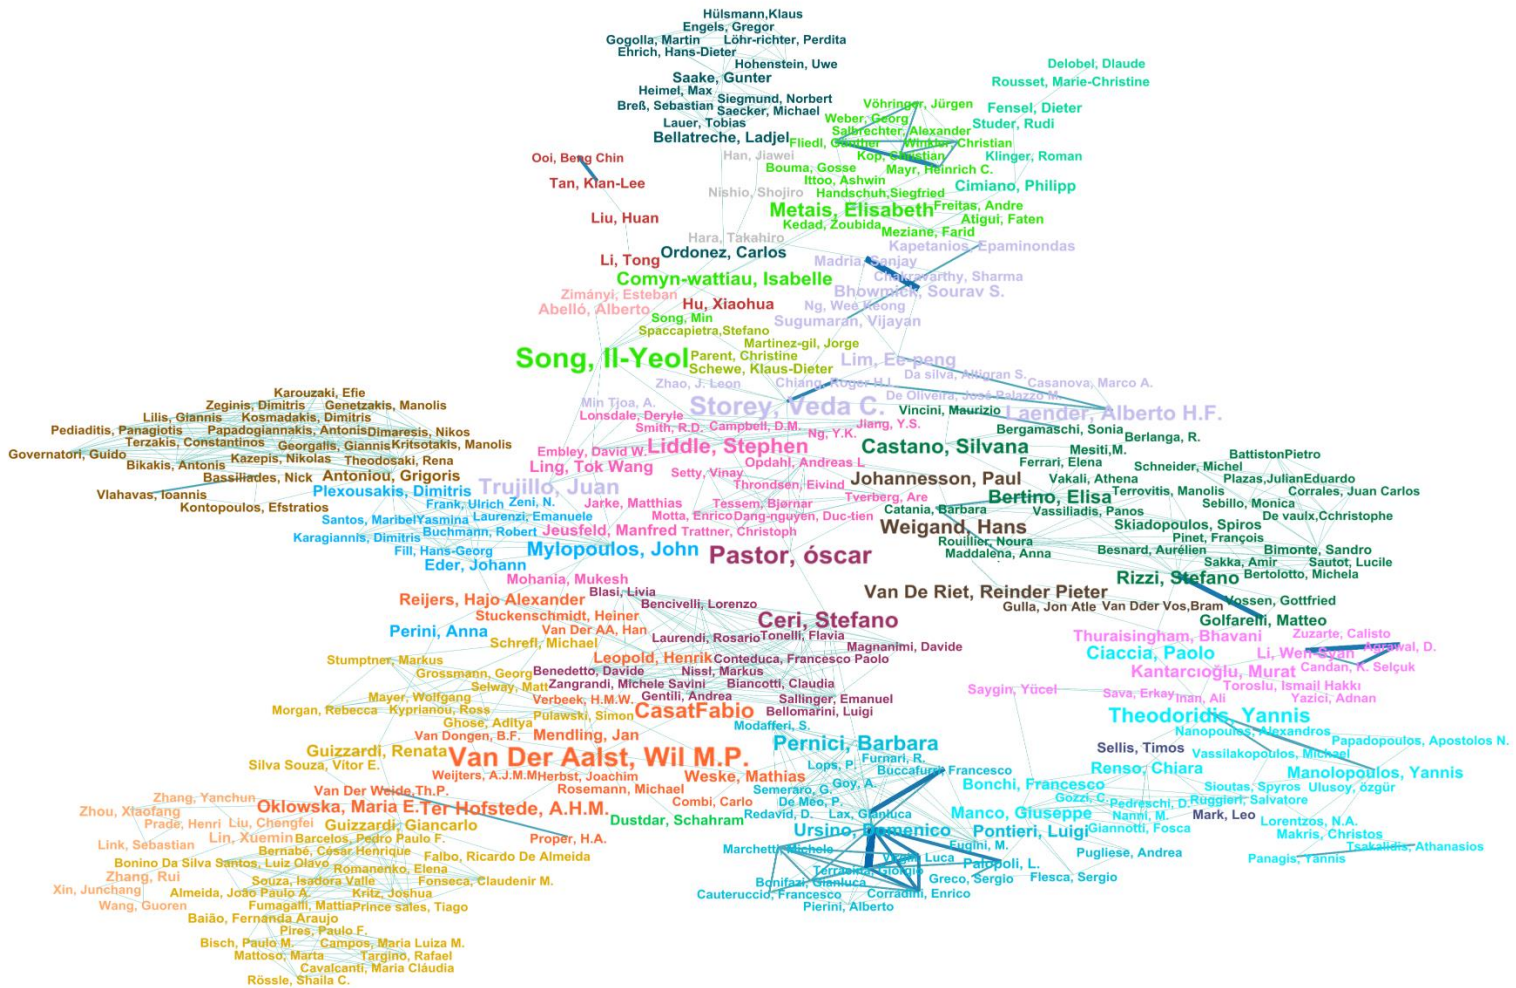 Hülsmann,Klaus
Engels, Gregor
Gogolla, Martin
Löhr-richter, Perdita
Ehrich, Hans-Dieter
Hohenstein, Uwe
Saake, Gunter
Heimel, Max
Siegmund, Norbert
Breß, Sebastian
Saecker, Michael
Lauer, Tobias
Bellatreche, Ladjel
Delobel, Dlaude
Rousset, Marie-Christine
Vöhringer, Jürgen
Fensel, Dieter
Weber, Georg
Studer, Rudi
Salbrechter, Alexander
Fliedl, Günther
Winkler, Christian
Kop, Christian
Klinger, Roman
Han, Jiawei
Bouma, Gosse
Mayr, Heinrich C.
Ittoo, Ashwin
Cimiano, Philipp
Nishio, Shojiro
Handschuh,Siegfried
Metais, Elisabeth
Freitas, Andre
Atigui, Faten
Kedad, Zoubida
Meziane, Farid
Ooi, Beng Chin
Tan, Kian-Lee
Liu, Huan
Hara, Takahiro
Ordonez, Carlos
Kapetanios, Epaminondas
Li, Tong
Madria, Sanjay
Comyn-wattiau, Isabelle
Chakravarthy, Sharma
Bhowmick, Sourav S.
Zimányi, Esteban
Abelló, Alberto
Hu, Xiaohua
Ng, Wee Keong
Song, Min
Sugumaran, Vijayan
Spaccapietra,Stefano
Martinez-gil, Jorge
Song, Il-Yeol
Parent, Christine
Lim, Ee-peng
Schewe, Klaus-Dieter
Da silva, Altigran S.
Zhao, J. Leon
Chiang, Roger H.L.
Casanova, Marco A.
De Oliveira, José Palazzo M.
Min Tjoa, A.
Storey, Veda C.
Vincini, Maurizio
Laender, Alberto H.F.
Lonsdale, Deryle
Smith, R.D.
Campbell, D.M.
Jiang, Y.S.
Bergamaschi, Sonia
Ng, Y.K.
Berlanga, R.
Embley, David W.
Liddle, Stephen
Castano, Silvana
Mesiti,M.
BattistonPietro
Ling, Tok Wang
Opdahl, Andreas L
Ferrari, Elena
Schneider, Michel
Setty, Vinay
Johannesson, Paul
Vakali, Athena
Plazas,JulianEduardo
Trujillo, Juan
Throndsen, Eivind
Bertino, Elisa
Terrovitis, Manolis
Corrales, Juan Carlos
Tverberg, Are
Sebillo, Monica
Jarke, Matthias
Tessem, Bjørnar
Catania, Barbara
Vassiliadis, Panos
De vaulx,Cchristophe
Motta, Enrico
Dang-nguyen, Duc-tien
Weigand, Hans
Skiadopoulos, Spiros
Jeusfeld, Manfred
Trattner, Christoph
Rouillier, Noura
Pinet, François
Maddalena, Anna
Besnard, Aurélien
Bimonte, Sandro
Mylopoulos, John
Pastor, óscar
Sakka, Amir
Sautot, Lucile
Rizzi, Stefano
Bertolotto, Michela
Karouzaki, Efie
Zeginis, Dimitris
Genetzakis, Manolis
Lilis, Giannis
Kosmadakis, Dimitris
Pediaditis, Panagiotis
Papadogiannakis, Antonis
Dimaresis, Nikos
Terzakis, Constantinos
Georgalis, Giannis
Kritsotakis, Manolis
Governatori, Guido
Kazepis, Nikolas
Theodosaki, Rena
Bikakis, Antonis
Bassiliades, Nick
Antoniou, Grigoris
Vlahavas, Ioannis
Plexousakis, Dimitris
Kontopoulos, Efstratios
Frank, Ulrich
Zeni, N.
Santos, MaribelYasmina
Laurenzi, Emanuele
Karagiannis, Dimitris
Buchmann, Robert
Fill, Hans-Georg
Eder, Johann
Mohania, Mukesh
Van De Riet, Reinder Pieter
Blasi, Livia
Reijers, Hajo Alexander
Bencivelli, Lorenzo
Gulla, Jon Atle
Van Dder Vos,Bram
Vossen, Gottfried
Stuckenschmidt, Heiner
Ceri, Stefano
Golfarelli, Matteo
Perini, Anna
Van Der AA, Han
Laurendi, Rosario
Tonelli, Flavia
Thuraisingham, Bhavani
Zuzarte, Calisto
Schrefl, Michael
Magnanimi, Davide
Ciaccia, Paolo
Li, Wen-Syan
Agrawal, D.
Stumptner, Markus
Leopold, Henrik
Conteduca, Francesco Paolo
Kantarcıoğlu, Murat
Candan, K. Selçuk
Grossmann, Georg
Benedetto, Davide
Nissl, Markus
Toroslu, Ismail Hakkı
Selway, Matt
Zangrandi, MIchele Savini
Biancotti, Claudia
Saygin, Yücel
Sava, Erkay
Inan, Ali
Yazici, Adnan
Mayer, Wolfgang
Verbeek, H.M.W.
Gentili, Andrea
Sallinger, Emanuel
Morgan, Rebecca
Kyprianou, Ross
CasatFabio
Bellomarini, Luigi
Theodoridis, Yannis
Ghose, Aditya
Pulawski, Simon
Modafferi, S.
Nanopoulos, Alexandros
Van Dongen, B.F.
Mendling, Jan
Pernici, Barbara
Sellis, Timos
Papadopoulos, Apostolos N.
Guizzardi, Renata
Van Der Aalst, Wil M.P.
Furnari, R.
Vassilakopoulos, Michael
Silva Souza, Vítor E.
Lops, P.
Buccafurri, Francesco
Renso, Chiara
Manolopoulos, Yannis
Weijters, A.J.M.M
Herbst, Joachim
Weske, Mathias
Goy, A.
Bonchi, Francesco
Sioutas, Spyros
Ulusoy, özgür
Van Der Weide,Th.P.
Rosemann, Michael
Semeraro, G.
Gozzi, C.
Pedreschi, D.
Ruggieri, Salvatore
Zhang, Yanchun
Combi, Carlo
De Meo, P.
Manco, Giuseppe
Nanni, M.
Mark, Leo
Lorentzos, N.A.
Zhou, Xiaofang
Oklowska, Maria E.
Ter Hofstede, A.H.M.
Redavid, D.
Lax, Gianluca
Giannotti, Fosca
Makris, Christos
Prade, Henri
Liu, Chengfei
Guizzardi, Giancarlo
Dustdar, Schahram
Ursino, Domenico
Pontieri, Luigi
Lin, Xuemin
Barcelos, Pedro Paulo F.
Proper, H.A.
Fugini, M.
Tsakalidis, Athanasios
Link, Sebastian
Bernabé, César Henrique
Marchetti, Michele
Virgili, Luca
Pugliese, Andrea
Panagis, Yannis
Bonino Da Silva Santos, Luiz Olavo
Falbo, Ricardo De Almeida
Palopoli, L.
Romanenko, Elena
Terracina, Giorgio
Zhang, Rui
Souza, Isadora Valle
Fonseca, Claudenir M.
Bonifazi, Gianluca
Greco, Sergio
Flesca, Sergio
Xin, Junchang
Almeida, João Paulo A.
Kritz, Joshua
Cauteruccio, Francesco
Corradini, Enrico
Wang, Guoren
Fumagalli, Mattia
Prince sales, Tiago
Pierini, Alberto
Baião, Fernanda Araujo
Pires, Paulo F.
Bisch, Paulo M.
Campos, Maria Luiza M.
Mattoso, Marta
Targino, Rafael
Cavalcanti, Maria Cláudia
Rössle, Shaila C.